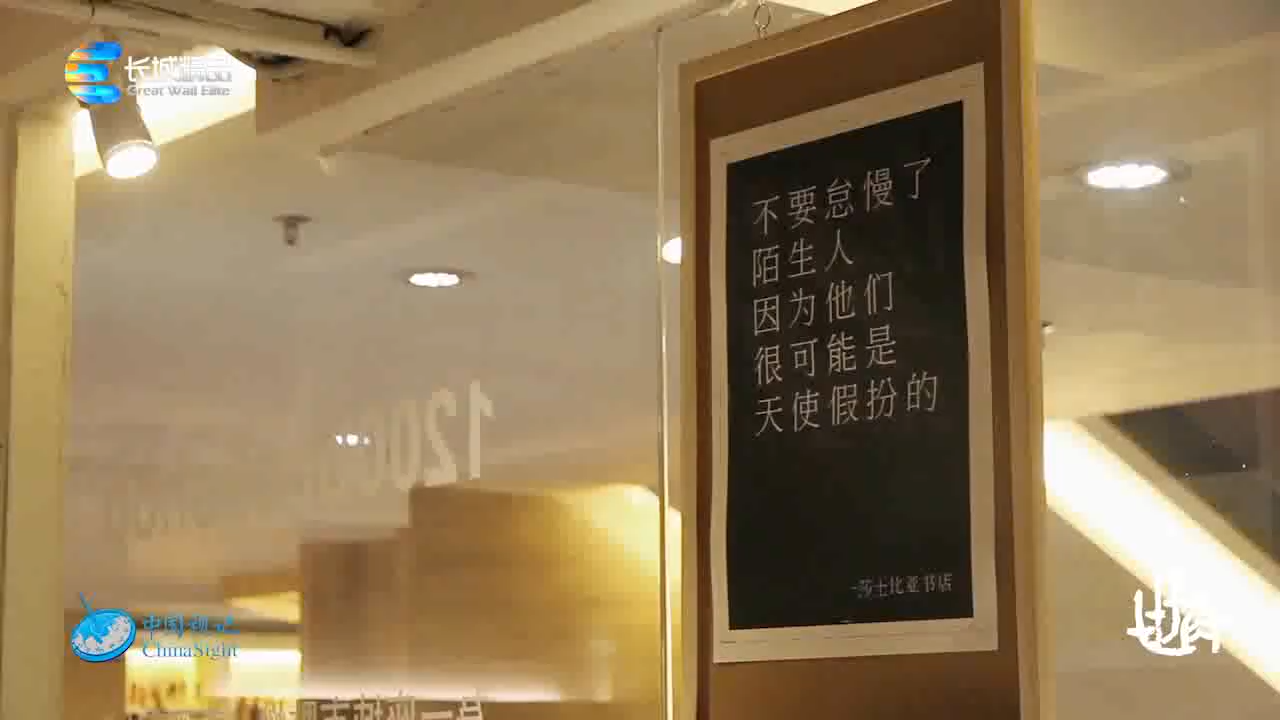 长城精品
Great Wall Elite
不要怠慢了
陌生人
因为他们
很可能是
天使假扮的
-莎士比亚书店
1200
中国视记
ChinaSight